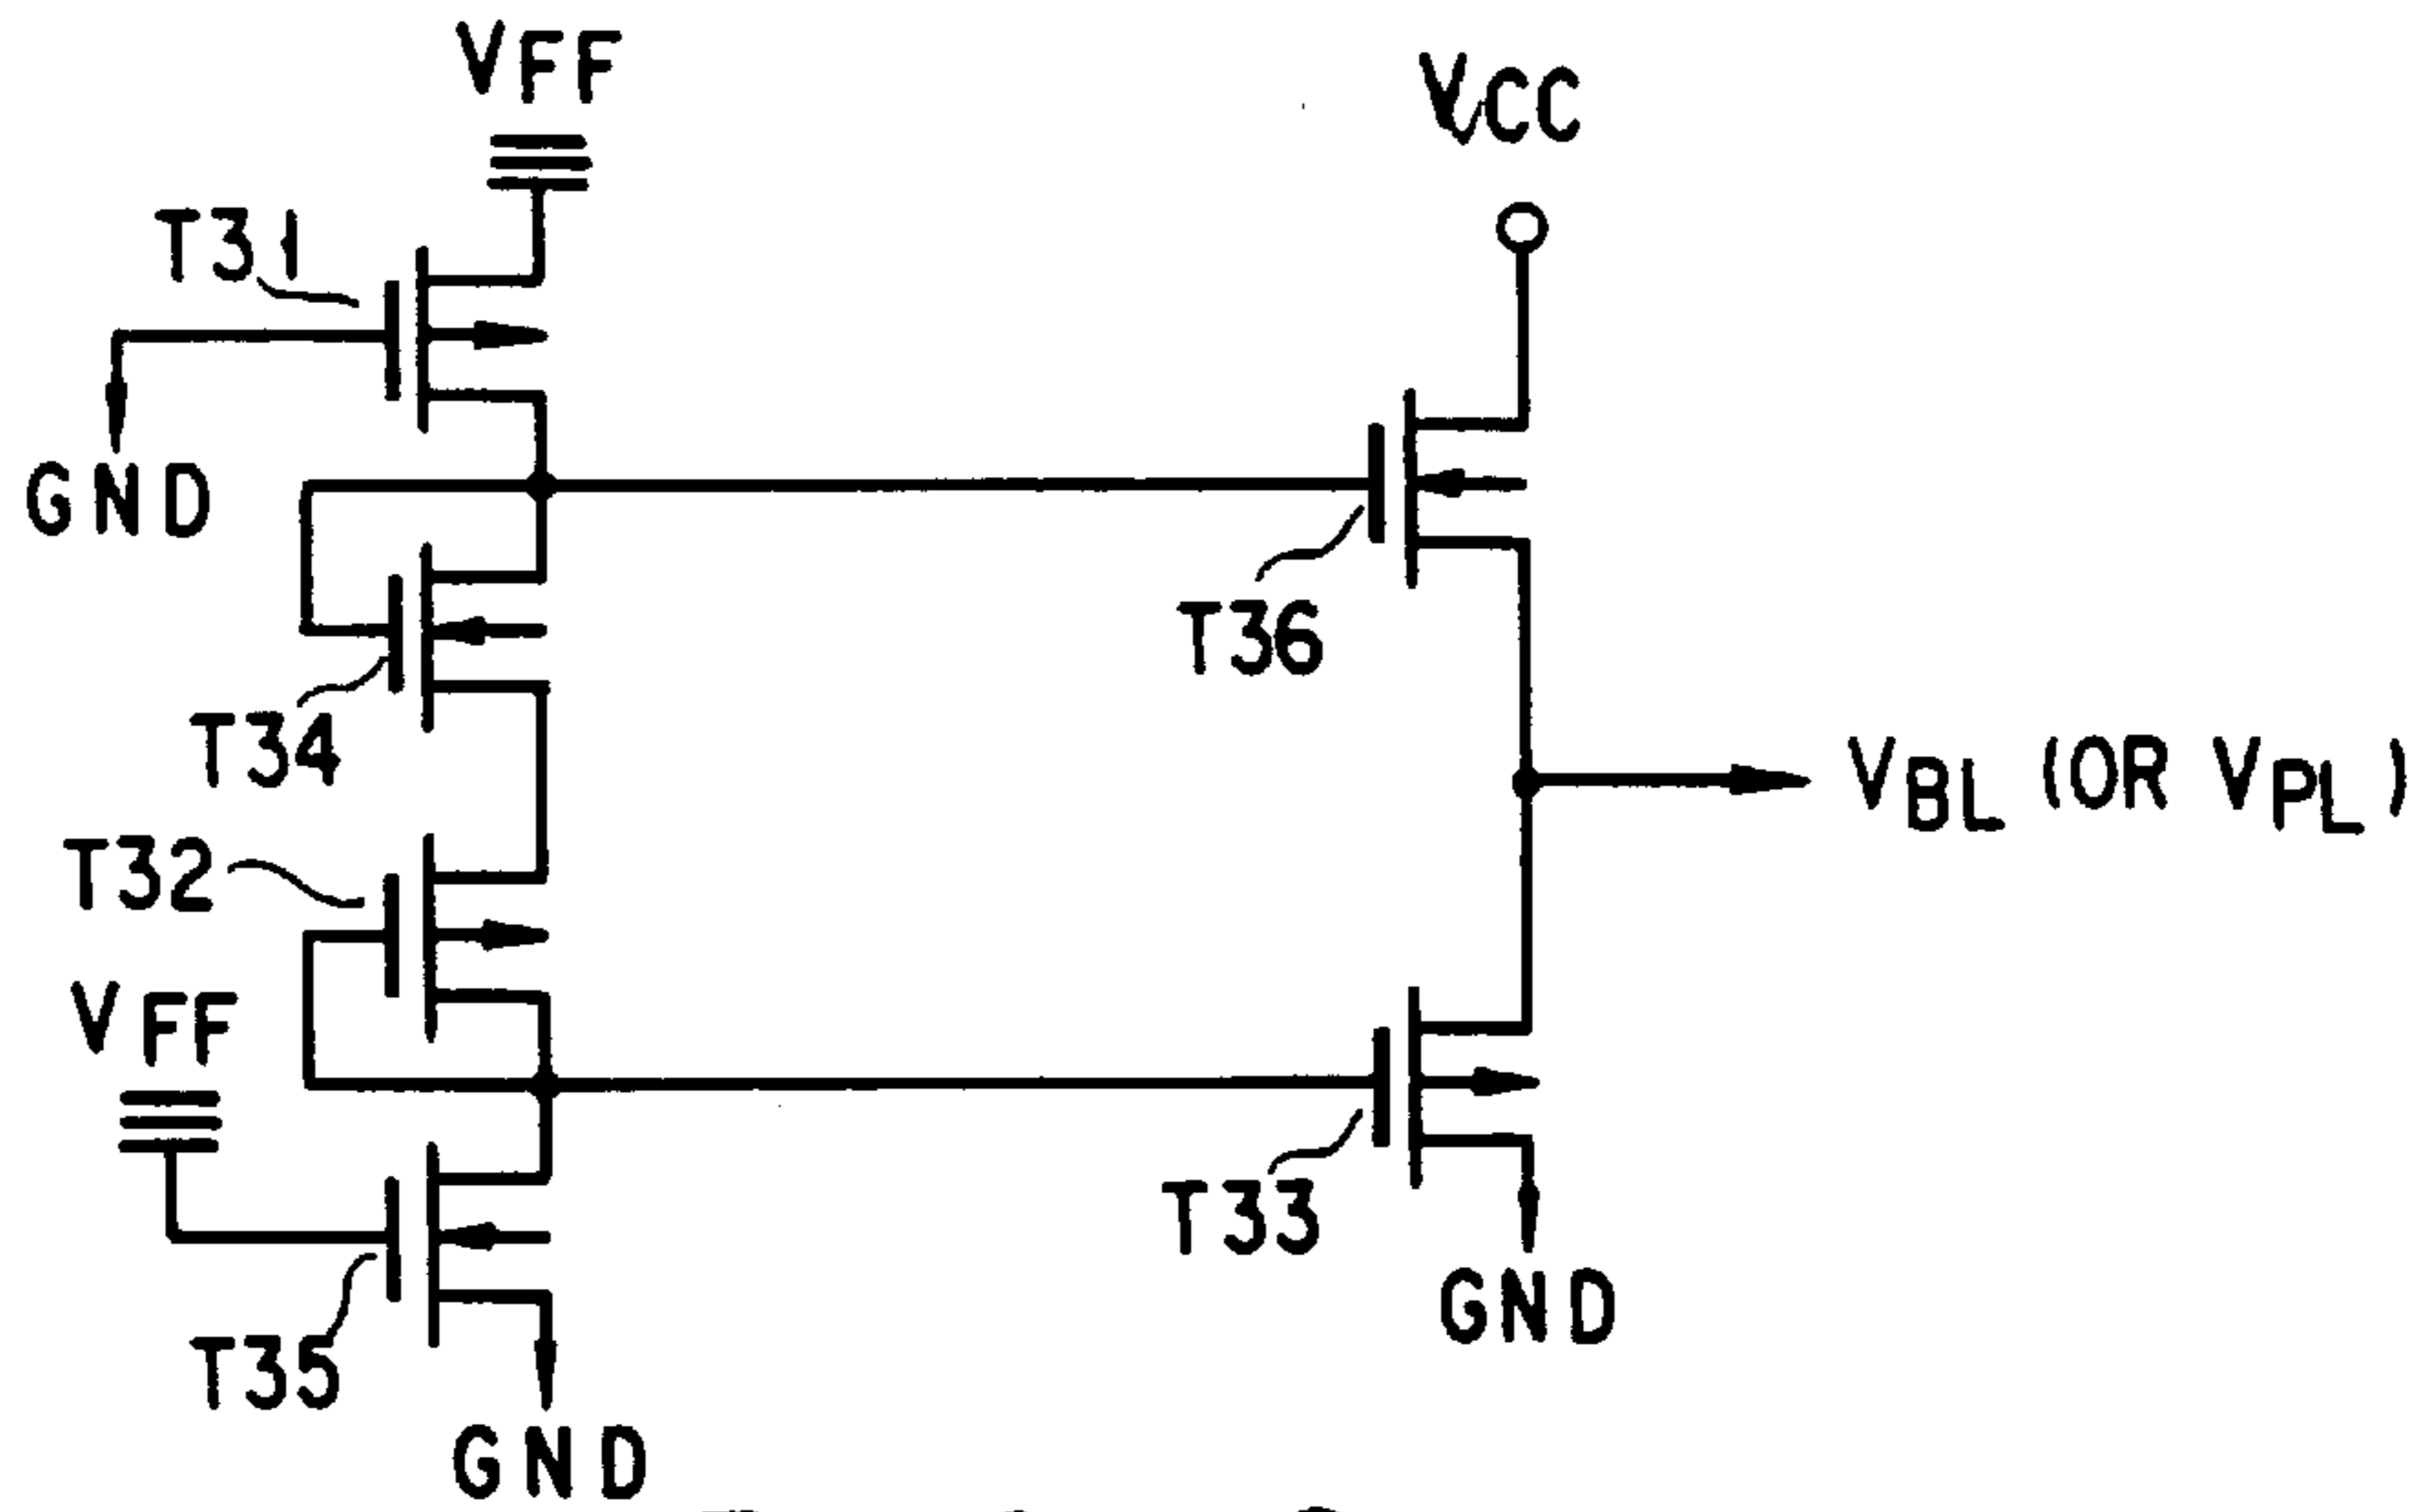 VFF
VCC
T31
GND
T36
T34
VBL (OR VPL)
T32
VFF
T33
GND
T35
GND